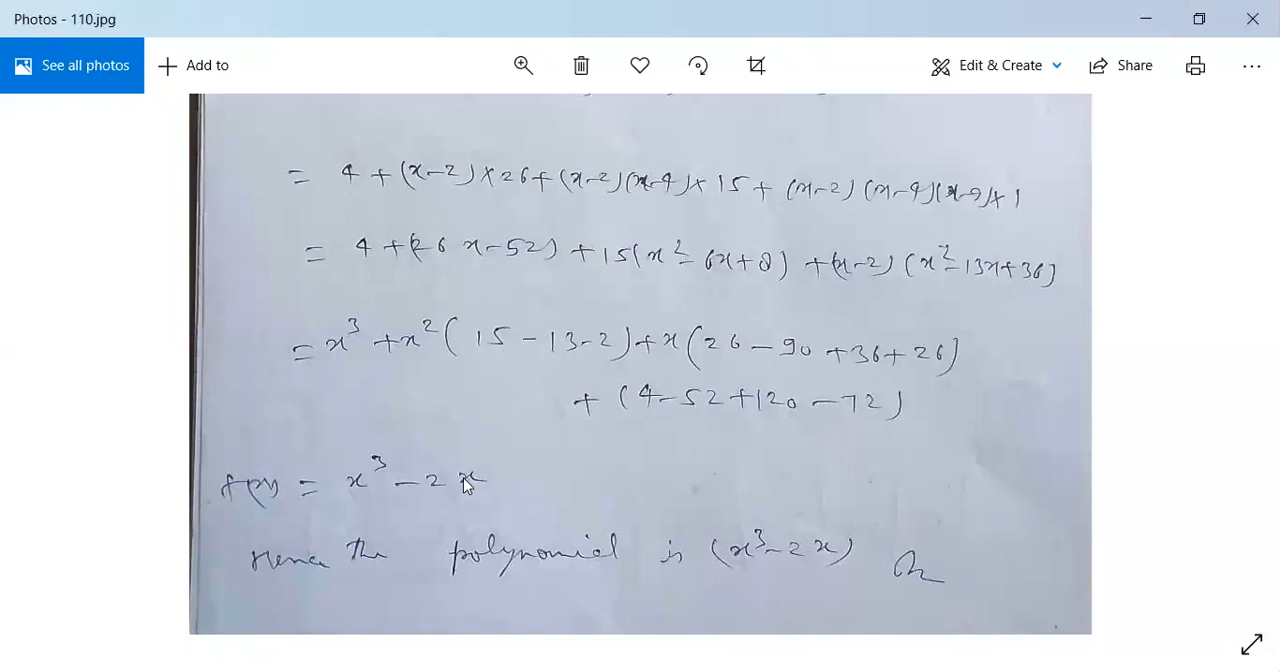 Photos - 110.jpg
See all photos
Add to
Edit & Create
Share
= 4 + (x-2) × 26 + (x-2)(x-4) × 15 + (x-2)(x-4)(x-9) × 1
= 4 + (26x - 52) + 15(x² - 6x + 8) + (x-2)(x² - 13x + 36)
= x³ + x²(15 - 13 - 2) + x(26 - 90 + 36 + 26)
+ (4 - 52 + 120 - 72)
f(x) = x³ - 2x
Hence the polynomial is (x³ - 2x)